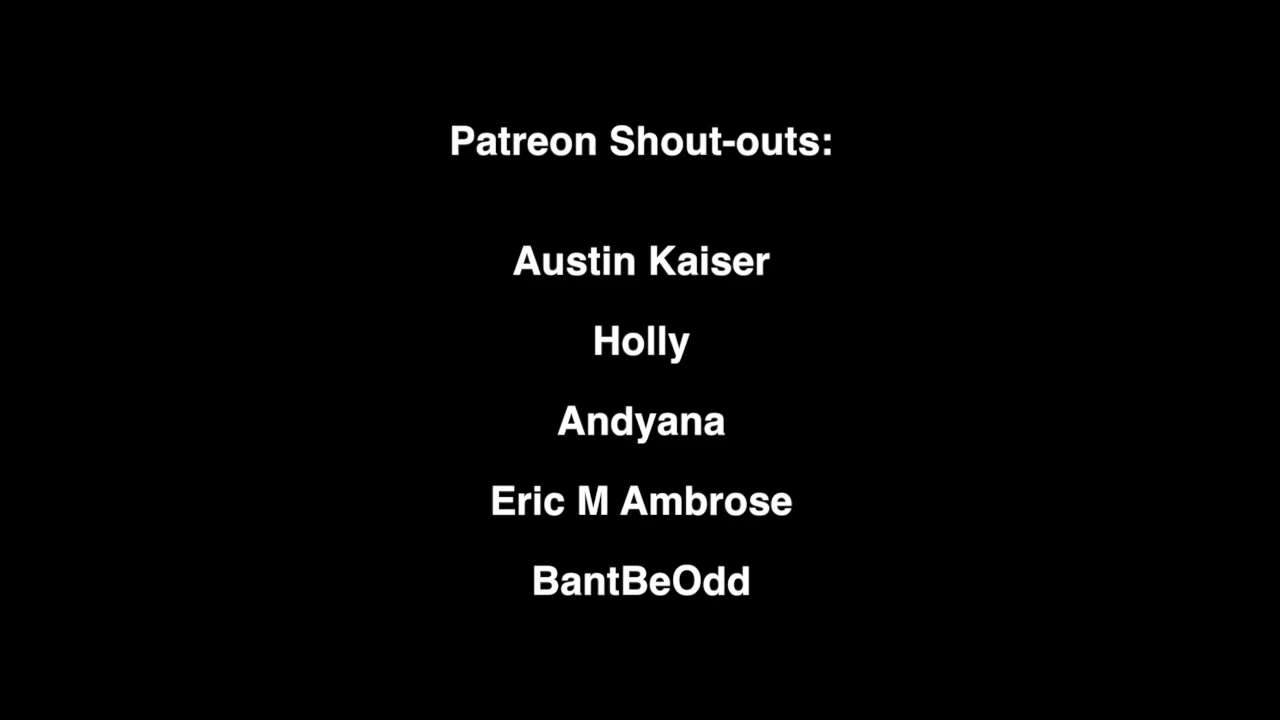 Patreon Shout-outs:
Austin Kaiser
Holly
Andyana
Eric M Ambrose
BantBeOdd